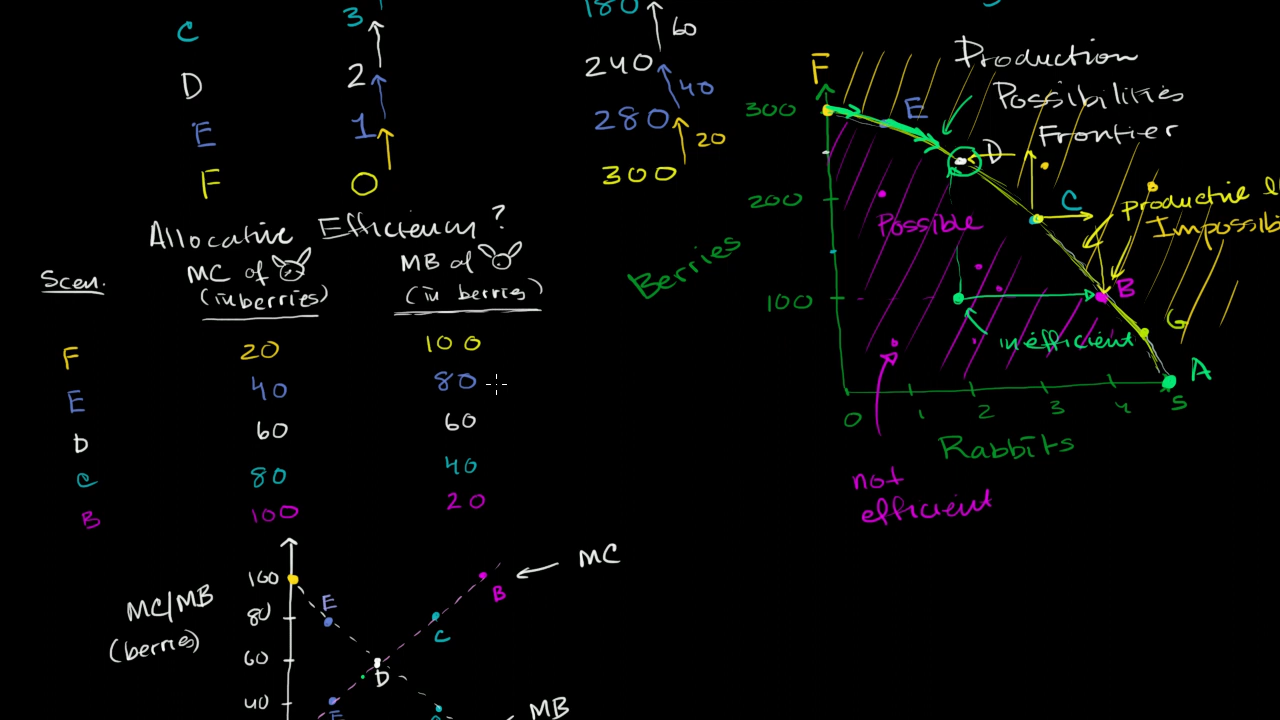 C 3 180
60
D 2 240
40
E 1 280
20
F 0 300
Allocative Efficiency?
Scen. MC of MB of
(in berries) (in berries)
F 20 100
E 40 80
D 60 60
C 80 40
B 100 20
MC/MB
(berries)
100
80
60
40
E
D
C
B
E
MC
MB
F
Production
Possibilities
Frontier
300
200
100
Berries
E
D
C
Productive
Impossib
Possible
B
inefficient
G
A
0 1 2 3 4 5
Rabbits
not
efficient